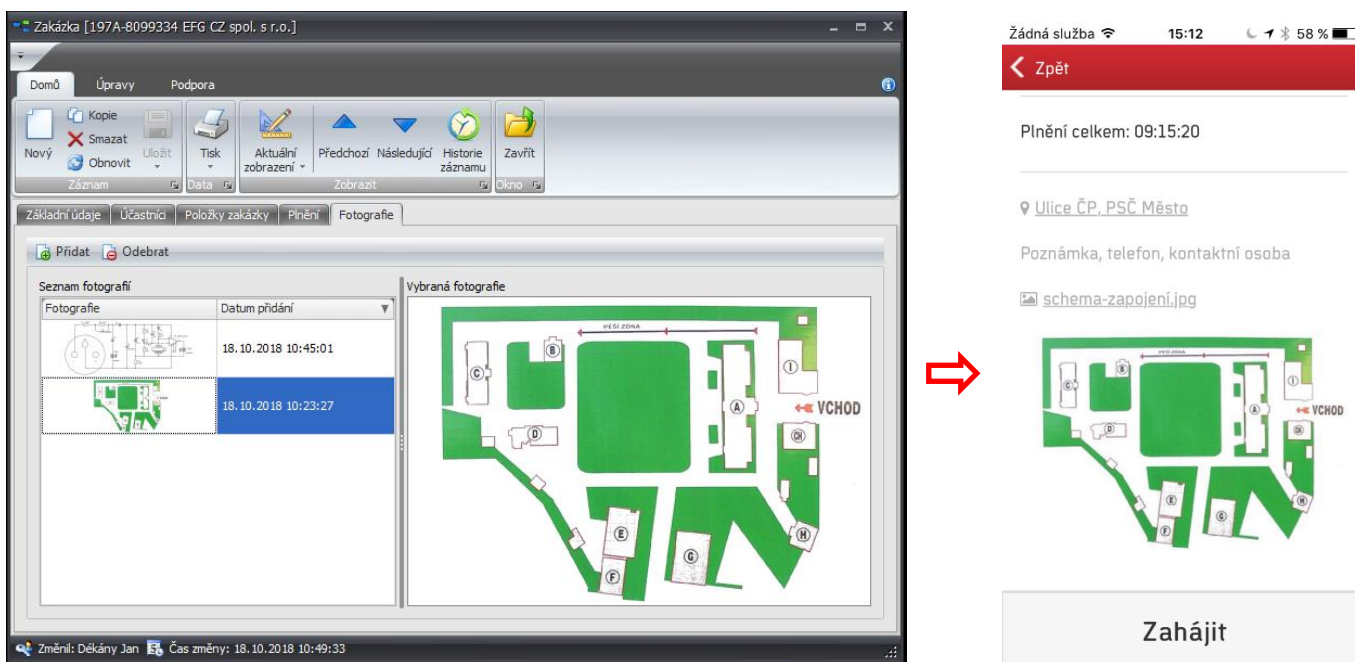 Zakázka [197A-8099334 EFG CZ spol. s r.o.]
Domů Úpravy Podpora
Nový
Kopie
Smazat
Obnovit
Uložit
Záznam
Tisk
Data
Aktuální zobrazení
Předchozí
Následující
Historie záznamu
Zobrazit
Zavřít
Okno
Základní údaje Účastníci Položky zakázky Plnění Fotografie
Přidat Odebrat
Seznam fotografií
Fotografie Datum přidání
18.10.2018 10:45:01
18.10.2018 10:23:27
Vybraná fotografie
PĚŠÍ ZÓNA
B
C
I
A
VCHOD
D
CH
E
H
G
F
Změnil: Dékány Jan Čas změny: 18.10.2018 10:49:33
Žádná služba 15:12 58 %
Zpět
Plnění celkem: 09:15:20
Ulice ČP, PSČ Město
Poznámka, telefon, kontaktní osoba
schema-zapojení.jpg
PĚŠÍ ZÓNA
B
C
I
A
VCHOD
D
CH
E
H
G
F
Zahájit